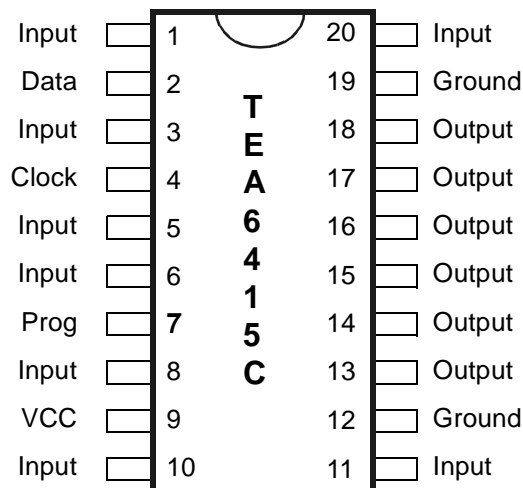 Input 1 20 Input
Data 2 19 Ground
Input 3 18 Output
Clock 4 17 Output
Input 5 16 Output
Input 6 15 Output
Prog 7 14 Output
Input 8 13 Output
VCC 9 12 Ground
Input 10 11 Input
TEA6415C